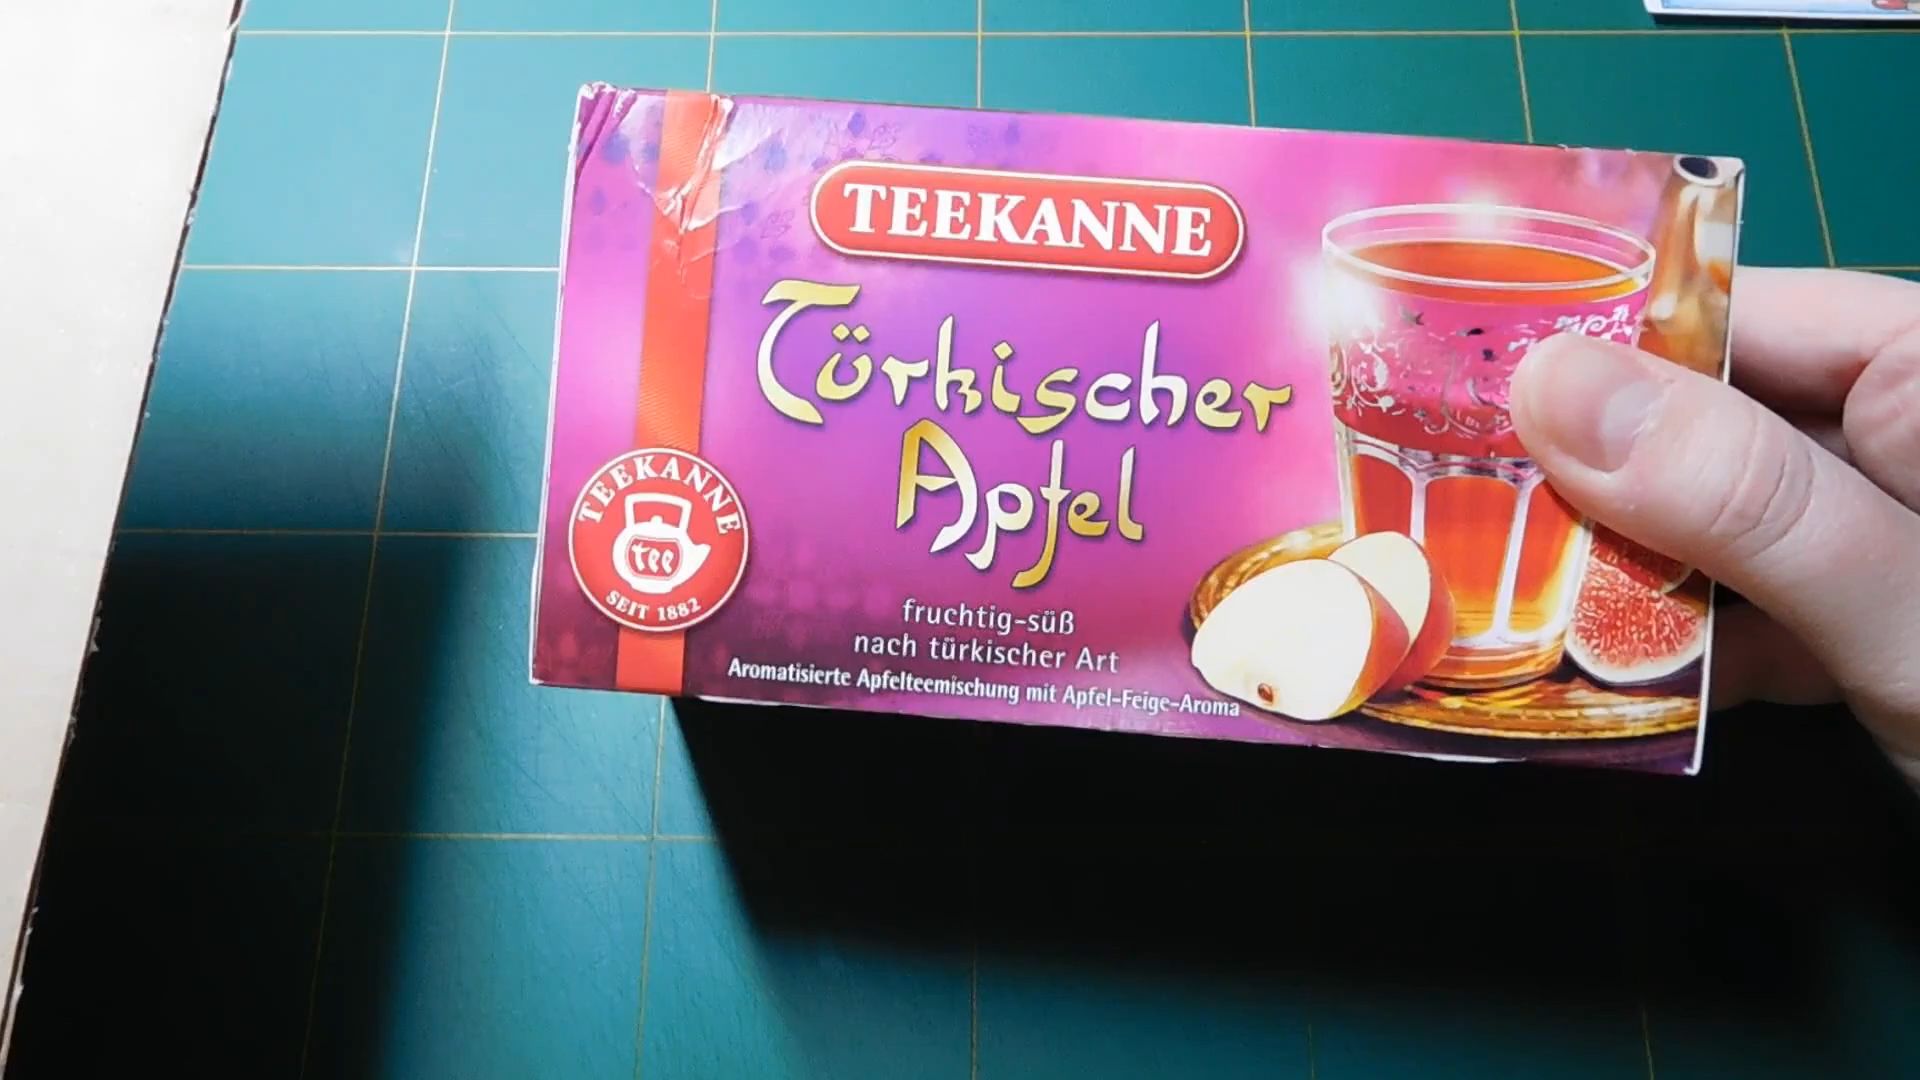 TEEKANNE
Türkischer
Apfel
fruchtig-süß
nach türkischer Art
Aromatisierte Apfelteemischung mit Apfel-Feige-Aroma
TEEKANNE
tee
SEIT 1882